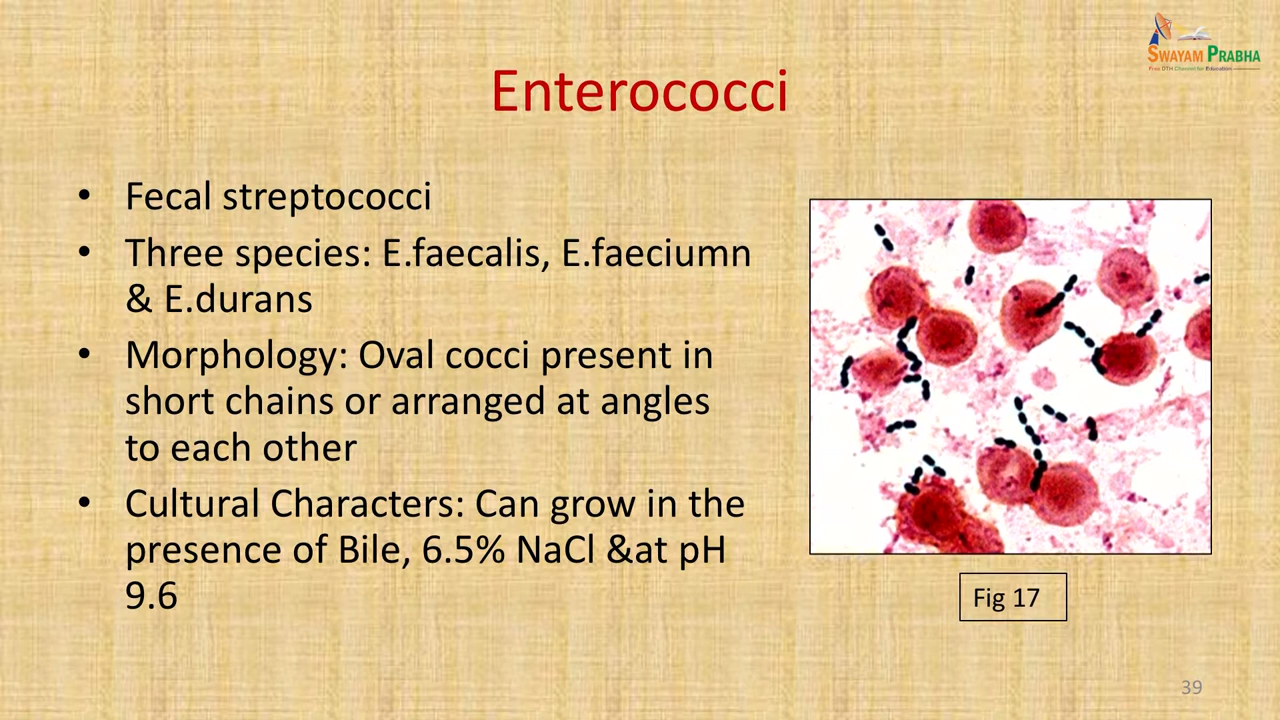 SWAYAM PRABHA
Free DTH Channel for Education
Enterococci
• Fecal streptococci
• Three species: E.faecalis, E.faeciumn
& E.durans
• Morphology: Oval cocci present in
short chains or arranged at angles
to each other
• Cultural Characters: Can grow in the
presence of Bile, 6.5% NaCl &at pH
9.6
Fig 17
39